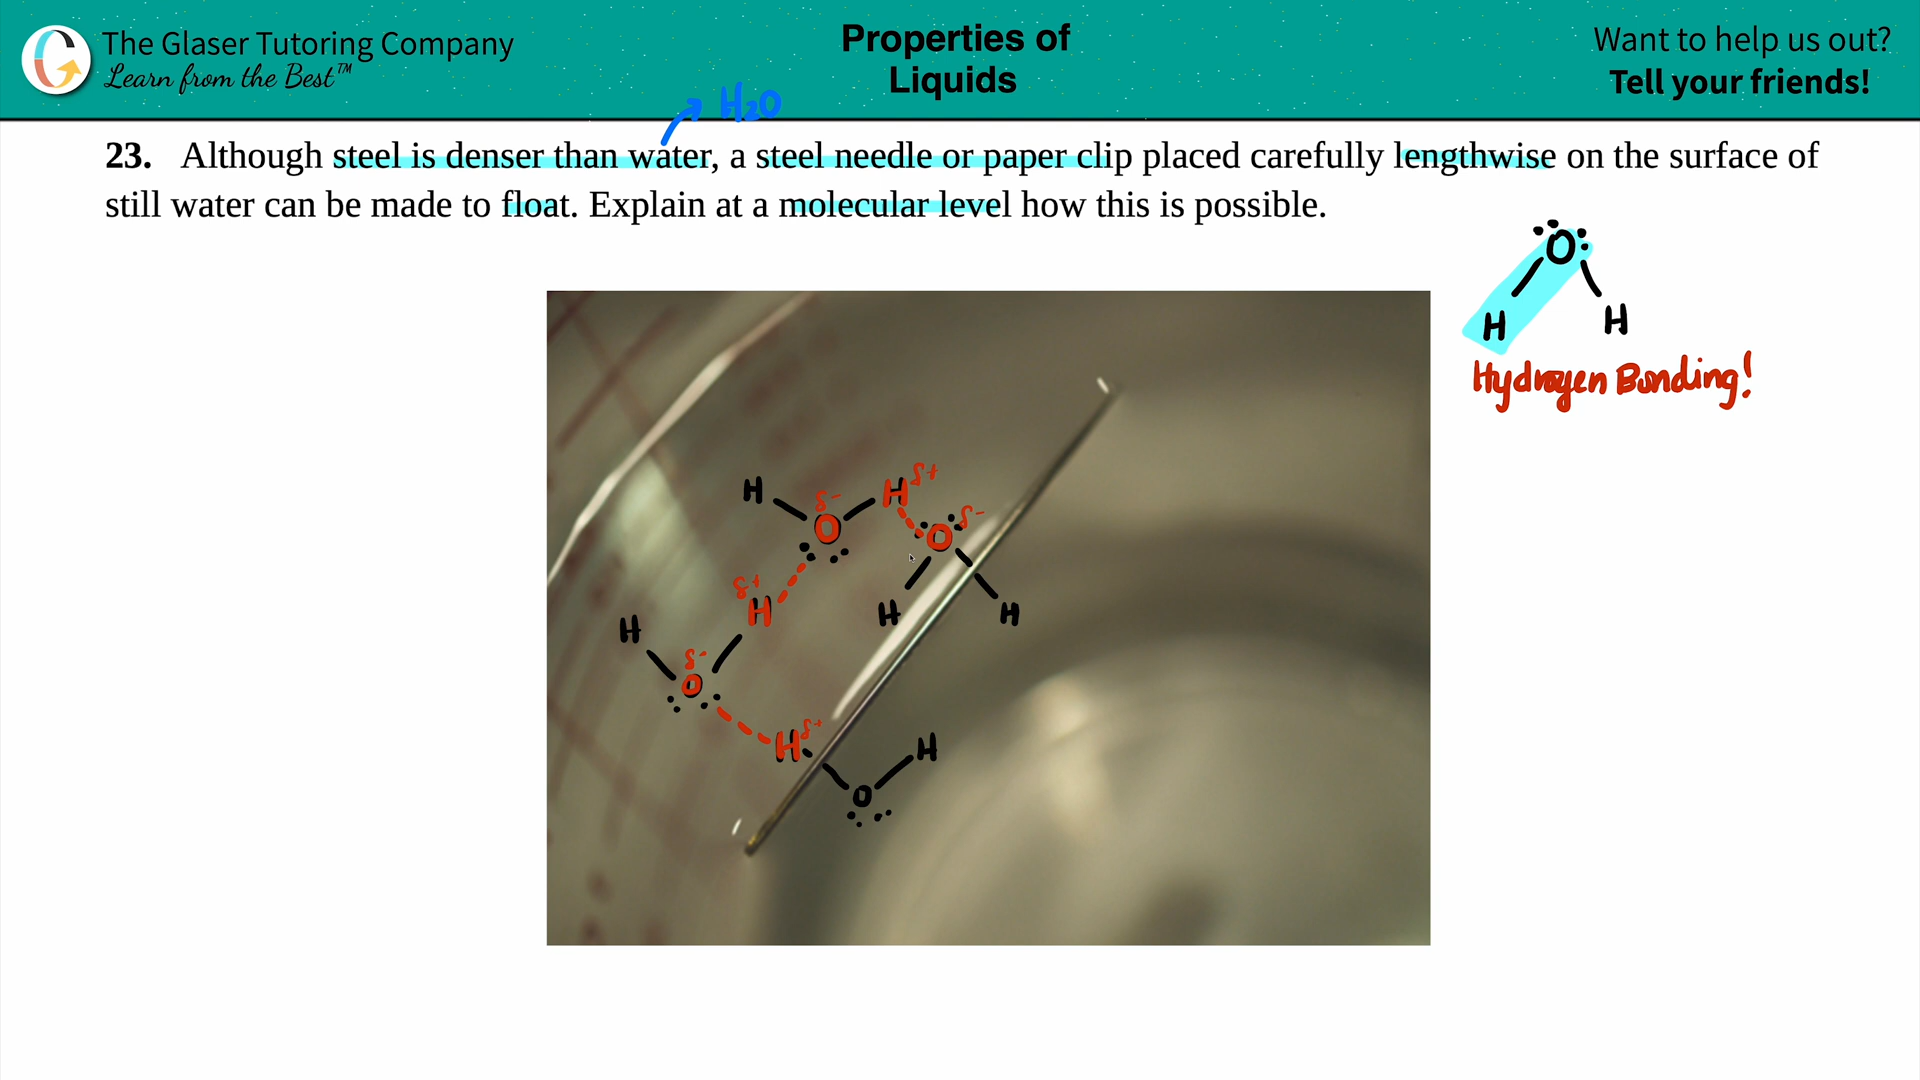 The Glaser Tutoring Company
Learn from the Best™
Properties of
Liquids
Want to help us out?
Tell your friends!
H₂O
23. Although steel is denser than water, a steel needle or paper clip placed carefully lengthwise on the surface of
still water can be made to float. Explain at a molecular level how this is possible.
O
H H
Hydrogen Bonding!
H O δ- H δ+
O δ-
H δ+
H H
H
O δ-
H δ+
O H